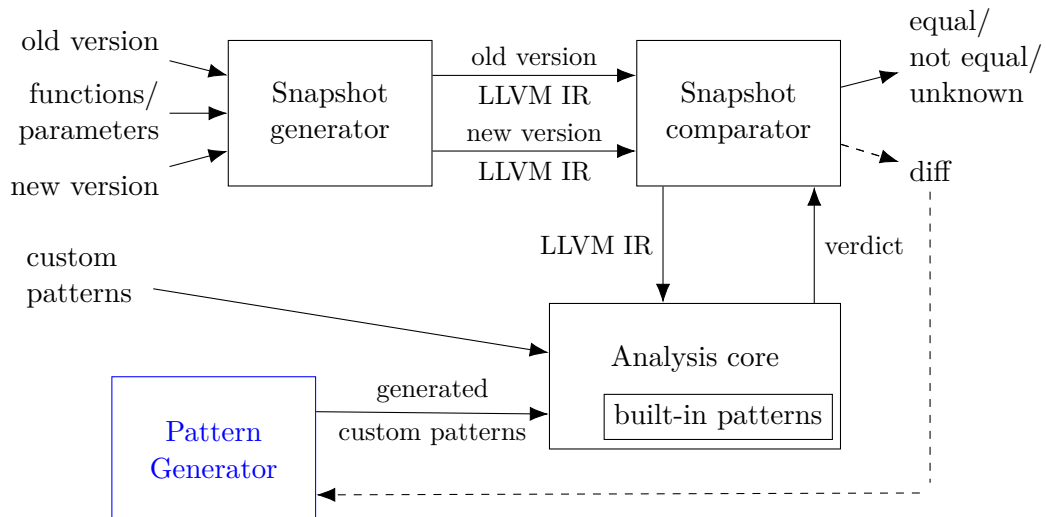 old version
functions/
parameters
new version
Snapshot
generator
old version
LLVM IR
new version
LLVM IR
Snapshot
comparator
equal/
not equal/
unknown
diff
LLVM IR
verdict
custom
patterns
Analysis core
built-in patterns
generated
custom patterns
Pattern
Generator